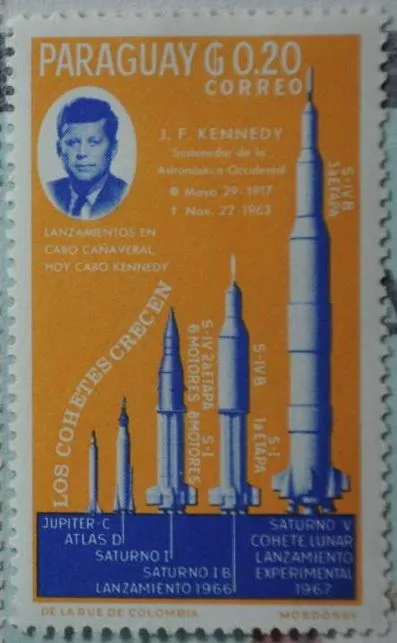 PARAGUAY ₲ 0.20
CORREO
J. F. KENNEDY
Sostenedor de la
Astronáutica Occidental
Mayo 29-1917
† Nov. 22-1963
LANZAMIENTOS EN
CABO CAÑAVERAL,
HOY CABO KENNEDY
LOS COHETES CRECEN
S-IV 2a ETAPA
6 MOTORES
S-I
8 MOTORES
S-IVB
S-I
1a ETAPA
S-IVB
3a ETAPA
JUPITER-C
ATLAS D
SATURNO I
SATURNO IB
LANZAMIENTO 1966
SATURNO V
COHETE LUNAR
LANZAMIENTO
EXPERIMENTAL
1967
DE LA RUE DE COLOMBIA
MOSDOSSY